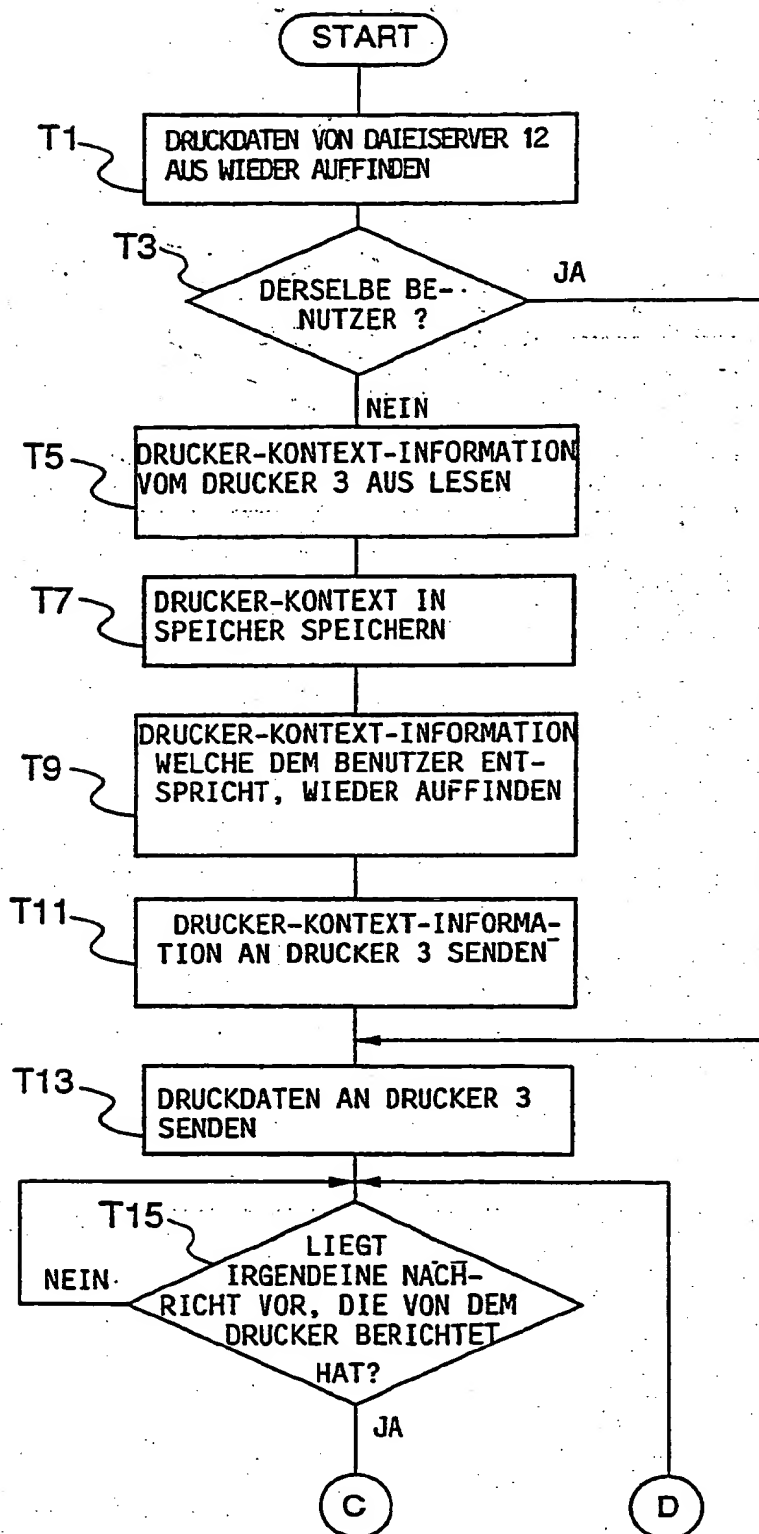 START
T1
DRUCKDATEN VON DAIEISERVER 12
AUS WIEDER AUFFINDEN
T3
DERSELBE BE-
NUTZER ?
JA
NEIN
T5
DRUCKER-KONTEXT-INFORMATION
VOM DRUCKER 3 AUS LESEN
T7
DRUCKER-KONTEXT IN
SPEICHER SPEICHERN
T9
DRUCKER-KONTEXT-INFORMATION
WELCHE DEM BENUTZER ENT-
SPRICHT, WIEDER AUFFINDEN
T11
DRUCKER-KONTEXT-INFORMA-
TION AN DRUCKER 3 SENDEN
T13
DRUCKDATEN AN DRUCKER 3
SENDEN
T15
LIEGT
IRGENDEINE NACH-
RICHT VOR, DIE VON DEM
DRUCKER BERICHTET
HAT?
NEIN
JA
C
D